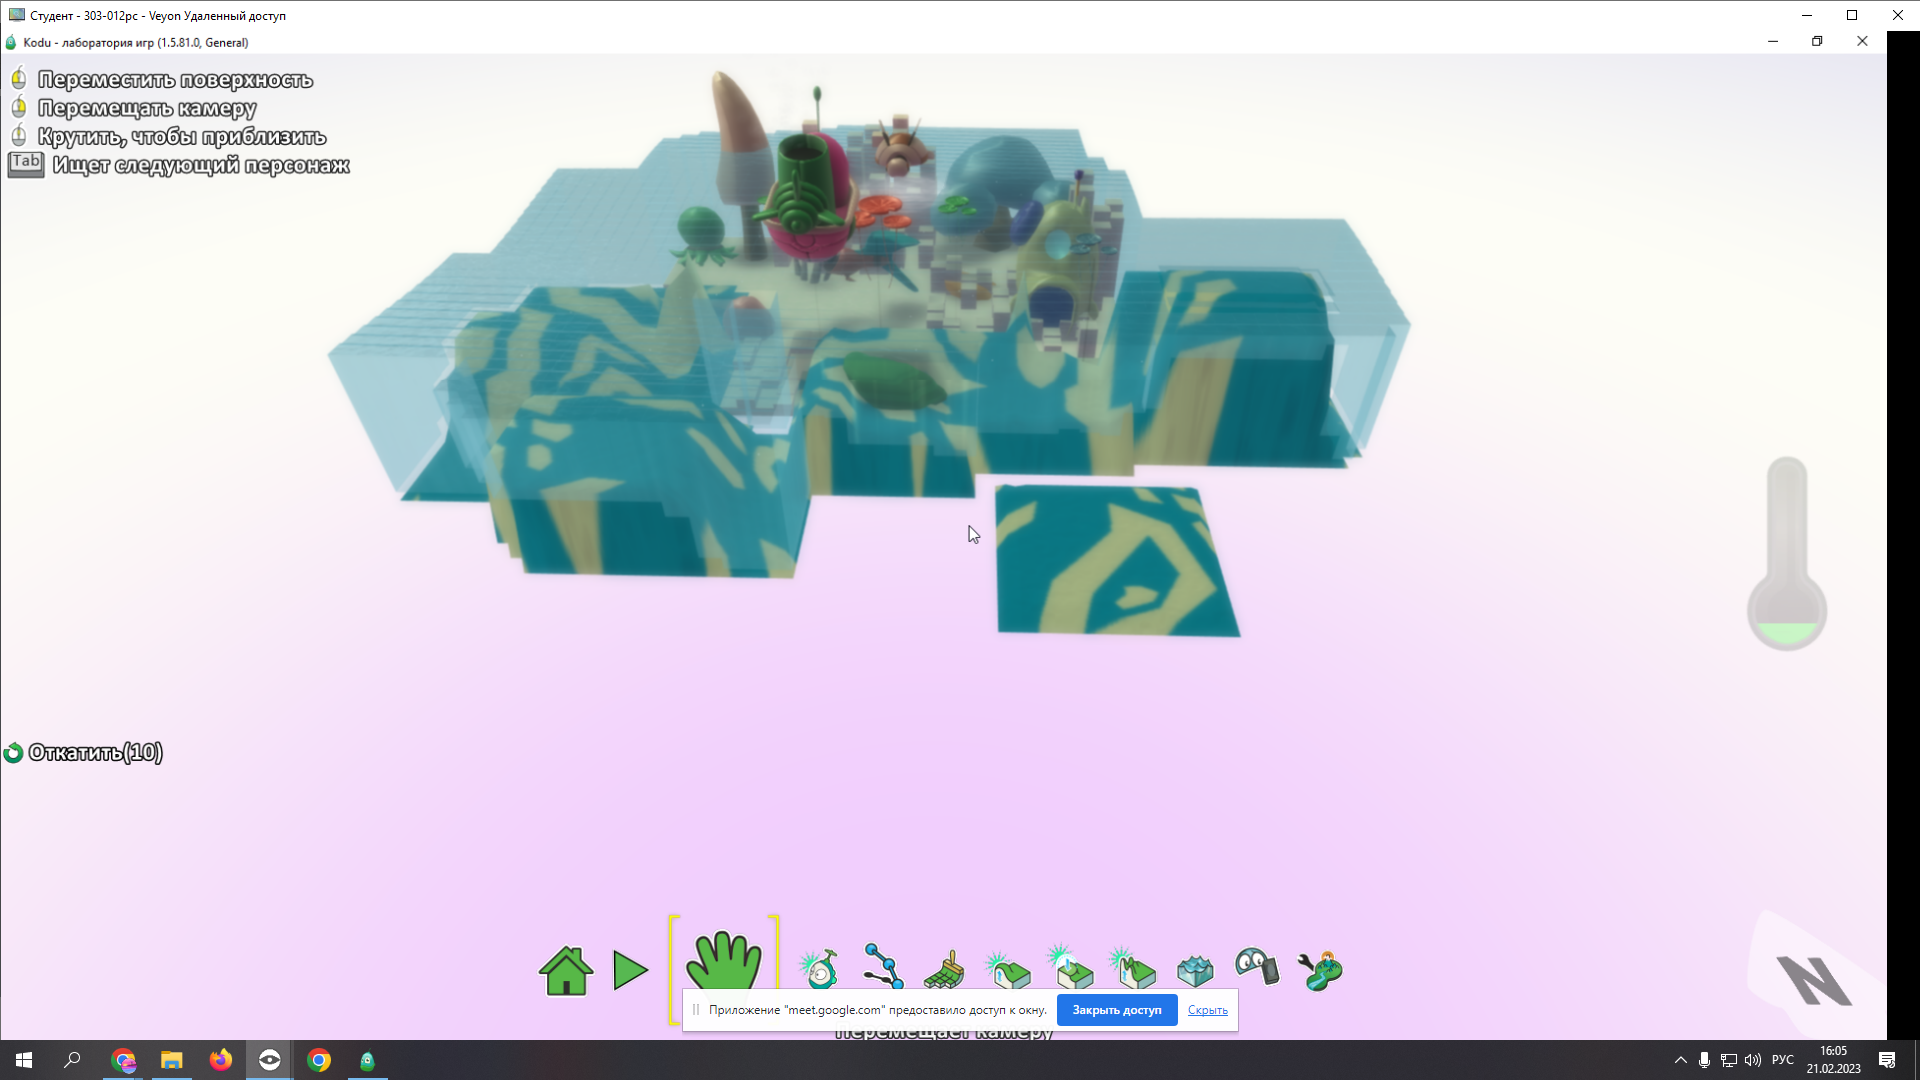 Студент - 303-012pc - Veyon Удаленный доступ
Kodu - лаборатория игр (1.5.81.0, General)
Переместить поверхность
Перемещать камеру
Крутить, чтобы приблизить
Tab Ищет следующий персонаж
Откатить(10)
N
Приложение "meet.google.com" предоставило доступ к окну.
Закрыть доступ
Скрыть
Перемещает камеру
РУС
16:05
21.02.2023